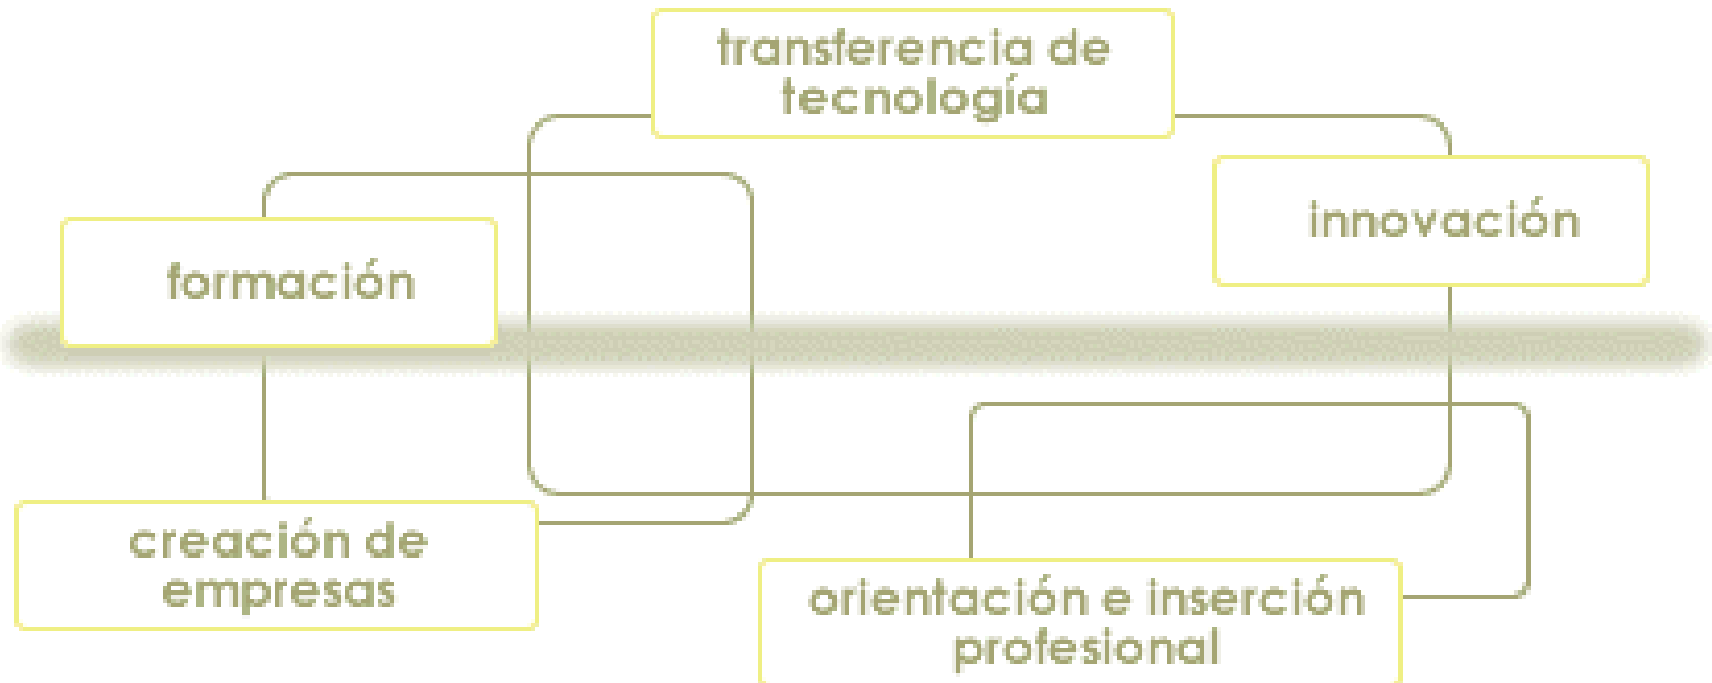 transferencia de
tecnología
innovación
formación
creación de
empresas
orientación e inserción
profesional